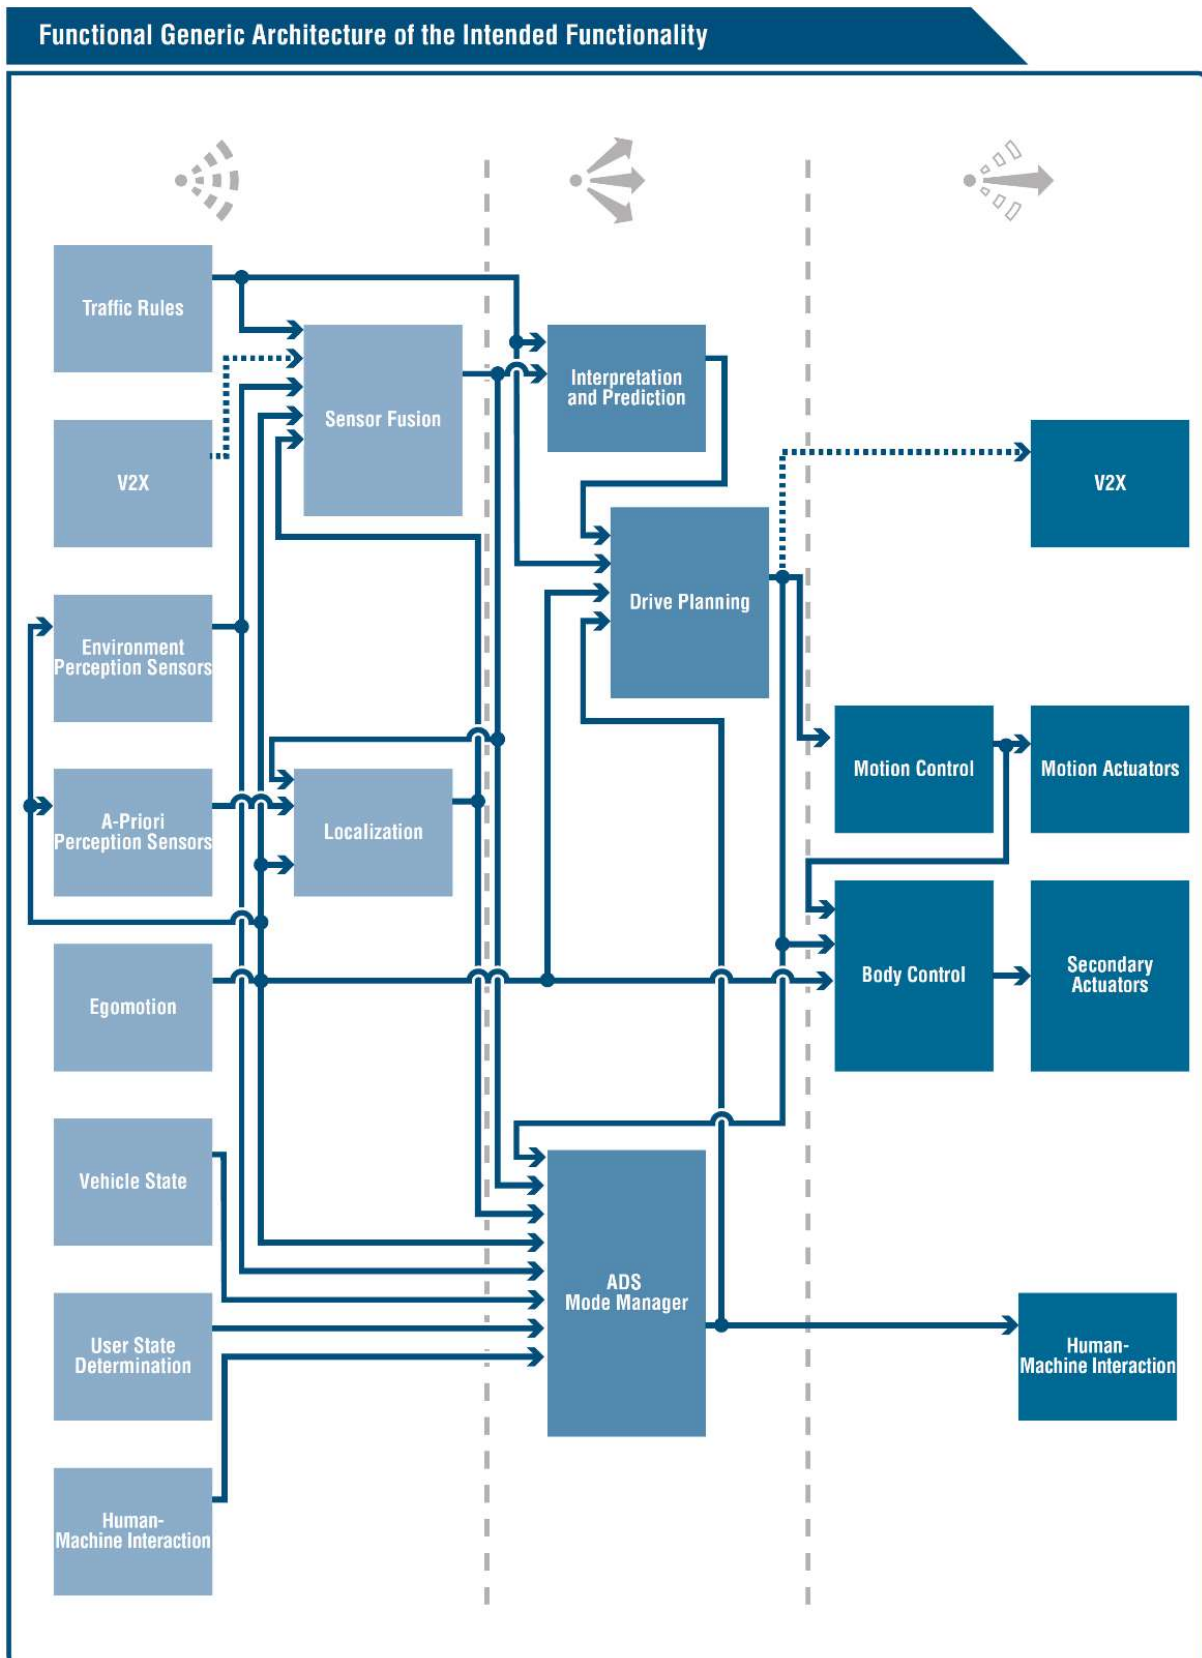 Functional Generic Architecture of the Intended Functionality
Traffic Rules
V2X
Environment
Perception Sensors
A-Priori
Perception Sensors
Egomotion
Vehicle State
User State
Determination
Human-
Machine Interaction
Sensor Fusion
Localization
Interpretation
and Prediction
Drive Planning
ADS
Mode Manager
V2X
Motion Control
Motion Actuators
Body Control
Secondary
Actuators
Human-
Machine Interaction